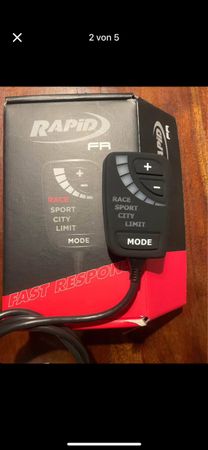 2 von 5
RAPiD
FR
RACE
SPORT
CITY
LIMIT
MODE
+
−
RACE
SPORT
CITY
LIMIT
MODE
FAST RESPON